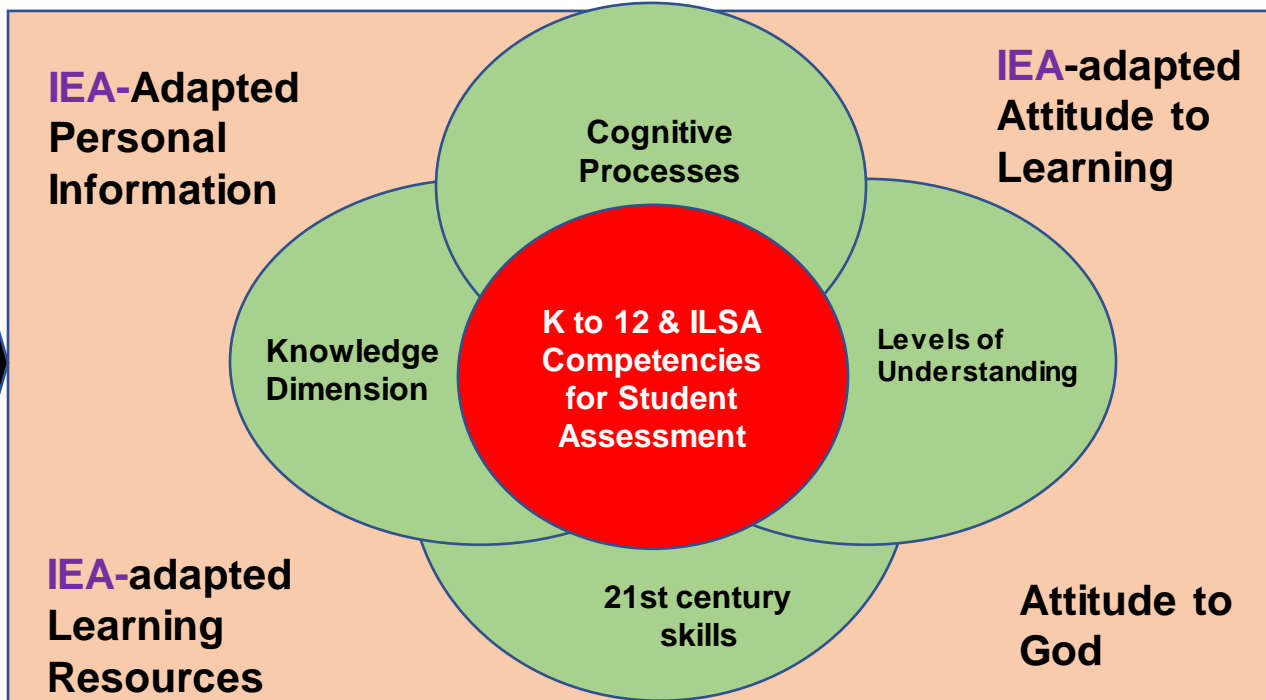 IEA-Adapted
Personal
Information
Cognitive
Processes
IEA-adapted
Attitude to
Learning
Knowledge
Dimension
K to 12 & ILSA
Competencies
for Student
Assessment
Levels of
Understanding
IEA-adapted
Learning
Resources
21st century
skills
Attitude to
God